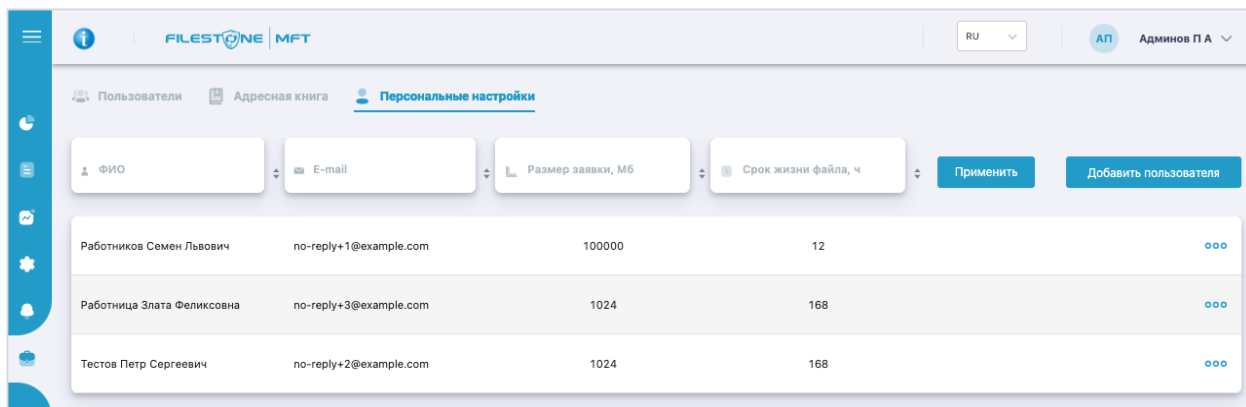 FILESTONE MFT
RU
АП
Админов П А
Пользователи
Адресная книга
Персональные настройки
ФИО
E-mail
Размер заявки, Мб
Срок жизни файла, ч
Применить
Добавить пользователя
Работников Семен Львович no-reply+1@example.com 100000 12
Работница Злата Феликсовна no-reply+3@example.com 1024 168
Тестов Петр Сергеевич no-reply+2@example.com 1024 168